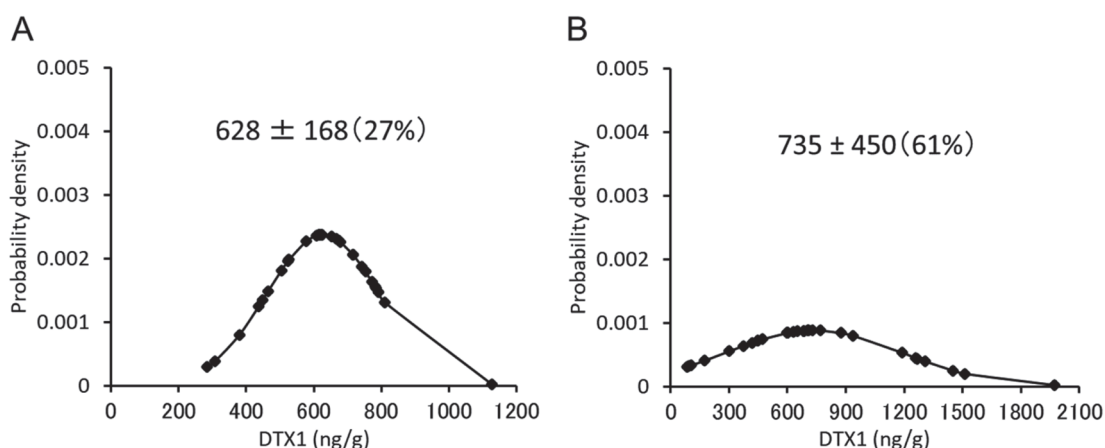 A
Probability density
0.005
0.004
0.003
0.002
0.001
0
628 ± 168(27%)
0 200 400 600 800 1000 1200
DTX1 (ng/g)
B
Probability density
0.005
0.004
0.003
0.002
0.001
0
735 ± 450(61%)
0 300 600 900 1200 1500 1800 2100
DTX1 (ng/g)